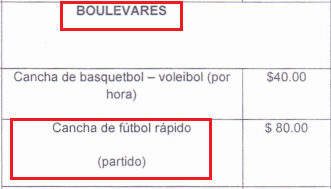 BOULEVARES
Cancha de basquetbol – voleibol (por hora) $40.00
Cancha de fútbol rápido $ 80.00
(partido)